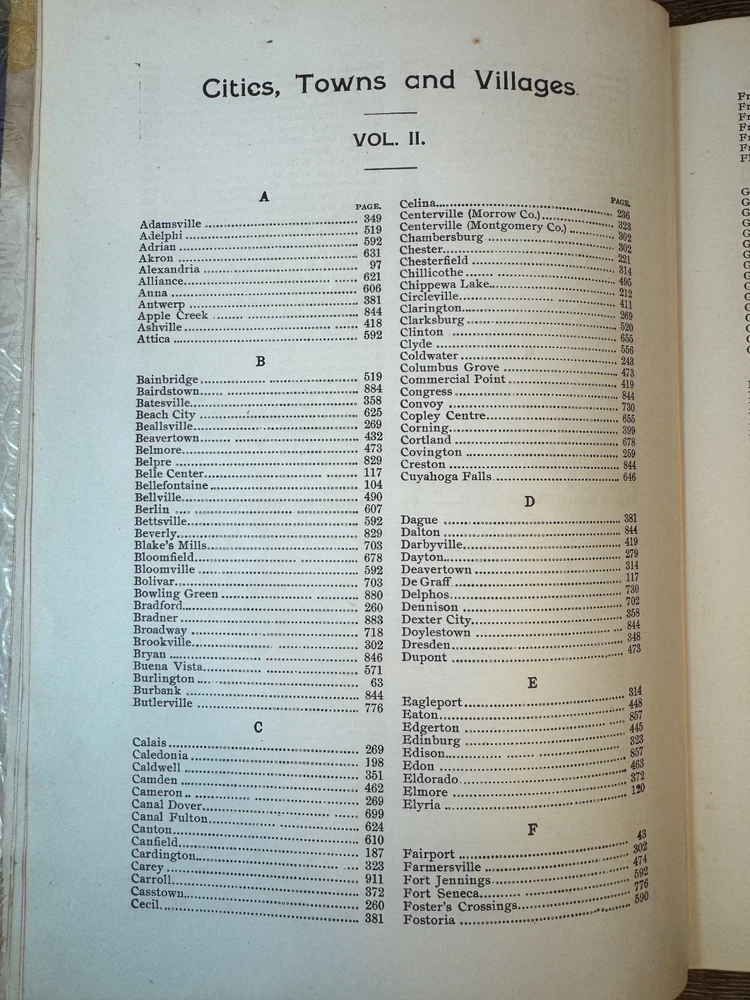 Cities, Towns and Villages.
VOL. II.
A
PAGE.
Adamsville ........ 349
Adelphi ........ 519
Adrian ........ 592
Akron ........ 631
Alexandria ........ 97
Alliance ........ 621
Anna ........ 606
Antwerp ........ 381
Apple Creek ........ 844
Ashville ........ 418
Attica ........ 592
B
Bainbridge ........ 519
Bairdstown ........ 884
Batesville ........ 358
Beach City ........ 625
Beallsville ........ 269
Beavertown ........ 432
Belmore ........ 473
Belpre ........ 829
Belle Center ........ 117
Bellefontaine ........ 104
Bellville ........ 490
Berlin ........ 607
Bettsville ........ 592
Beverly ........ 829
Blake's Mills ........ 703
Bloomfield ........ 678
Bloomville ........ 592
Bolivar ........ 703
Bowling Green ........ 880
Bradford ........ 260
Bradner ........ 883
Broadway ........ 718
Brookville ........ 302
Bryan ........ 846
Buena Vista ........ 571
Burlington ........ 63
Burbank ........ 844
Butlerville ........ 776
C
Calais ........ 269
Caledonia ........ 198
Caldwell ........ 351
Camden ........ 462
Cameron ........ 269
Canal Dover ........ 699
Canal Fulton ........ 624
Canton ........ 610
Canfield ........ 187
Cardington ........ 323
Carey ........ 911
Carroll ........ 372
Casstown ........ 260
Cecil ........ 381
PAGE.
Celina ........ 236
Centerville (Morrow Co.) ........ 323
Centerville (Montgomery Co.) ........ 302
Chambersburg ........ 302
Chester ........ 221
Chesterfield ........ 314
Chillicothe ........ 495
Chippewa Lake ........ 212
Circleville ........ 411
Clarington ........ 269
Clarksburg ........ 520
Clinton ........ 655
Clyde ........ 556
Coldwater ........ 243
Columbus Grove ........ 473
Commercial Point ........ 419
Congress ........ 844
Convoy ........ 730
Copley Centre ........ 655
Corning ........ 399
Cortland ........ 678
Covington ........ 259
Creston ........ 844
Cuyahoga Falls ........ 646
D
Dague ........ 381
Dalton ........ 844
Darbyville ........ 419
Dayton ........ 279
Deavertown ........ 314
De Graff ........ 117
Delphos ........ 730
Dennison ........ 702
Dexter City ........ 358
Doylestown ........ 844
Dresden ........ 348
Dupont ........ 473
E
Eagleport ........ 314
Eaton ........ 448
Edgerton ........ 857
Edinburg ........ 445
Edison ........ 323
Edon ........ 857
Eldorado ........ 463
Elmore ........ 372
Elyria ........ 120
F
Fairport ........ 43
Farmersville ........ 302
Fort Jennings ........ 474
Fort Seneca ........ 592
Foster's Crossings ........ 776
Fostoria ........ 590